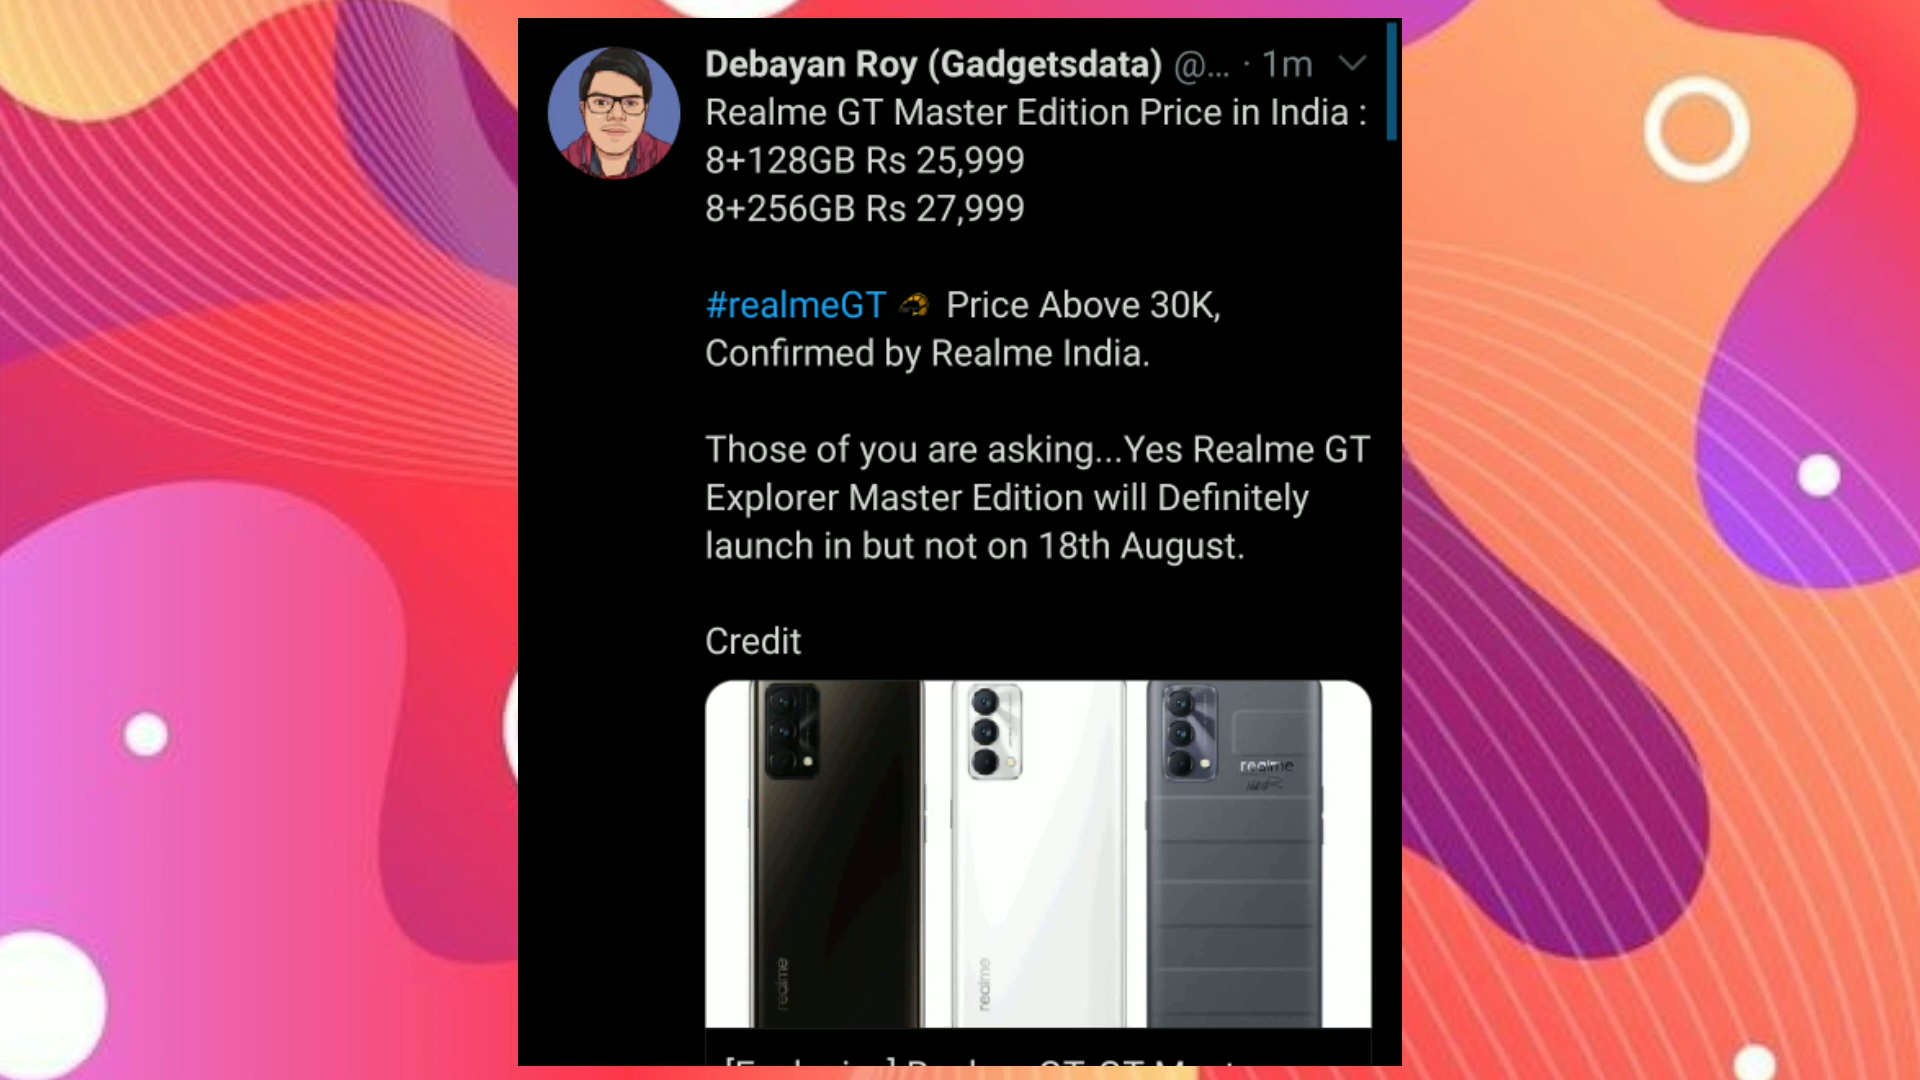 Debayan Roy (Gadgetsdata) @... · 1m
Realme GT Master Edition Price in India :
8+128GB Rs 25,999
8+256GB Rs 27,999
#realmeGT Price Above 30K,
Confirmed by Realme India.
Those of you are asking...Yes Realme GT
Explorer Master Edition will Definitely
launch in but not on 18th August.
Credit
realme
realme
realme